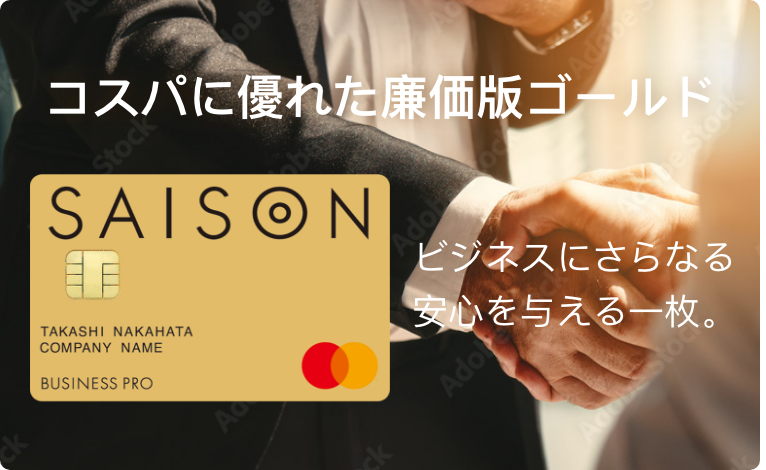 コスパに優れた廉価版ゴールド
SAISON
ビジネスにさらなる
安心を与える一枚。
TAKASHI NAKAHATA
COMPANY NAME
BUSINESS PRO
Adobe Stock